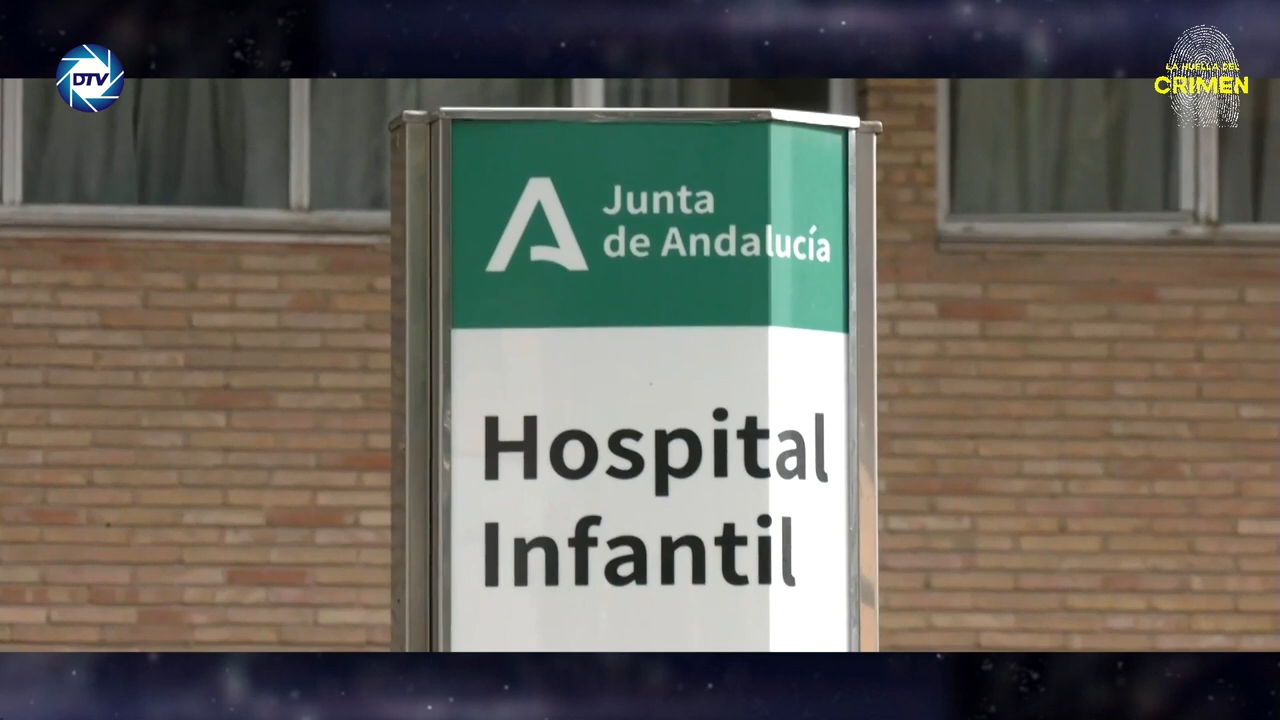 DTV
LA HUELLA DEL
CRIMEN
Junta
de Andalucía
Hospital
Infantil